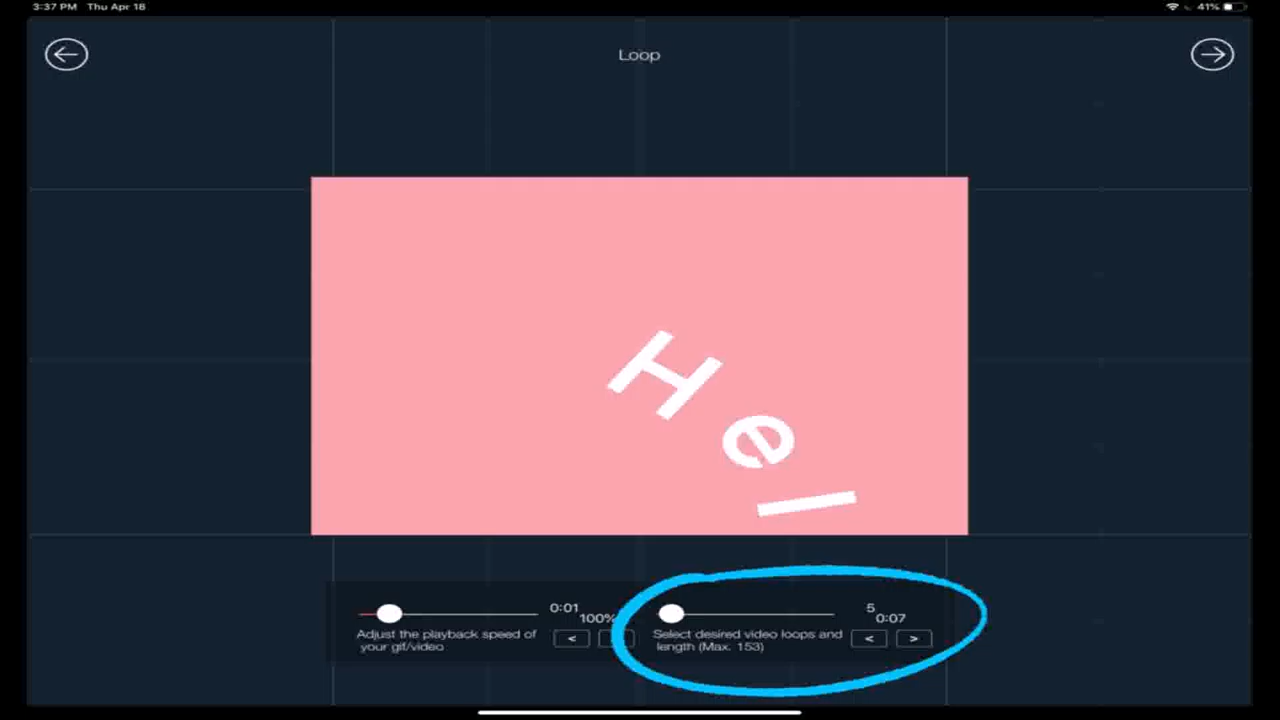 3:37 PM Thu Apr 18
41%
Loop
H
e
l
0:01
100%
Adjust the playback speed of
your gif/video
<
5
0:07
Select desired video loops and
length (Max. 153)
< >